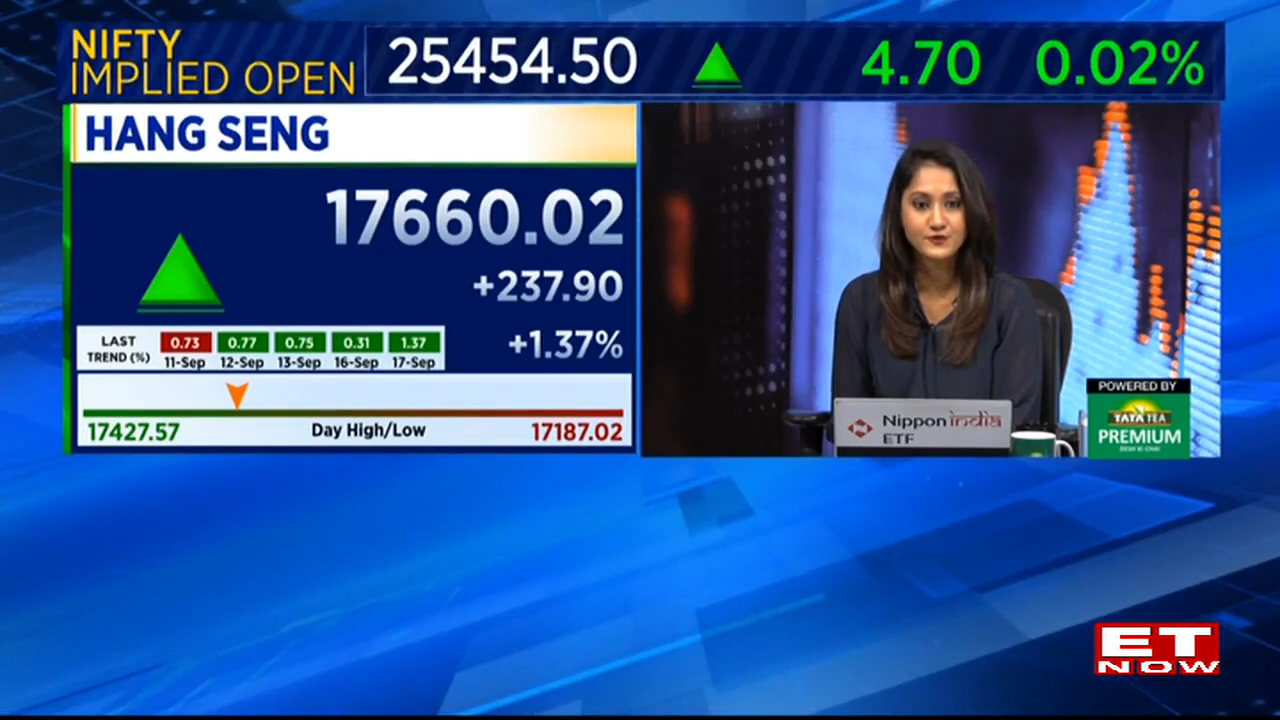 NIFTY
IMPLIED OPEN
25454.50 4.70 0.02%
HANG SENG
17660.02
+237.90
+1.37%
LAST
TREND (%)
0.73 0.77 0.75 0.31 1.37
11-Sep 12-Sep 13-Sep 16-Sep 17-Sep
17427.57 Day High/Low 17187.02
Nippon india
ETF
POWERED BY
TATA TEA
PREMIUM
ET
NOW